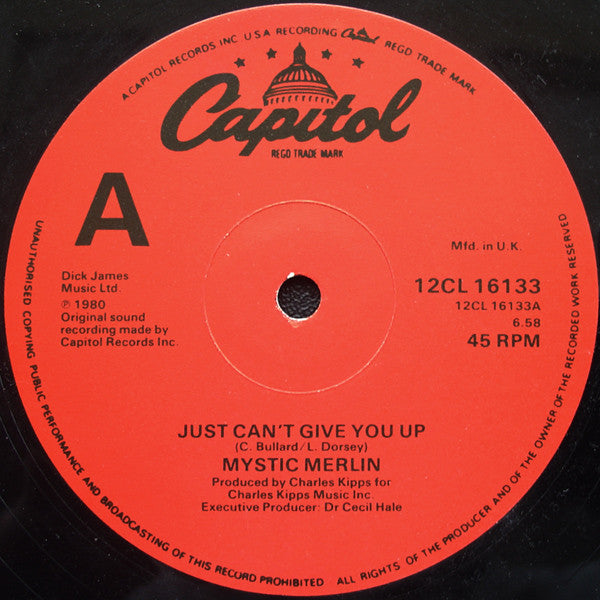 A CAPITOL RECORDS INC U.S.A RECORDING Capitol REGD TRADE MARK
Capitol
REGD TRADE MARK
A
Mfd. in U.K.
Dick James
Music Ltd.
℗ 1980
Original sound
recording made by
Capitol Records Inc.
12CL 16133
12CL 16133A
6.58
45 RPM
JUST CAN'T GIVE YOU UP
(C. Bullard/L. Dorsey)
MYSTIC MERLIN
Produced by Charles Kipps for
Charles Kipps Music Inc.
Executive Producer: Dr Cecil Hale
UNAUTHORISED COPYING PUBLIC PERFORMANCE AND BROADCASTING OF THIS RECORD PROHIBITED ALL RIGHTS OF THE PRODUCER AND OF THE OWNER OF THE RECORDED WORK RESERVED